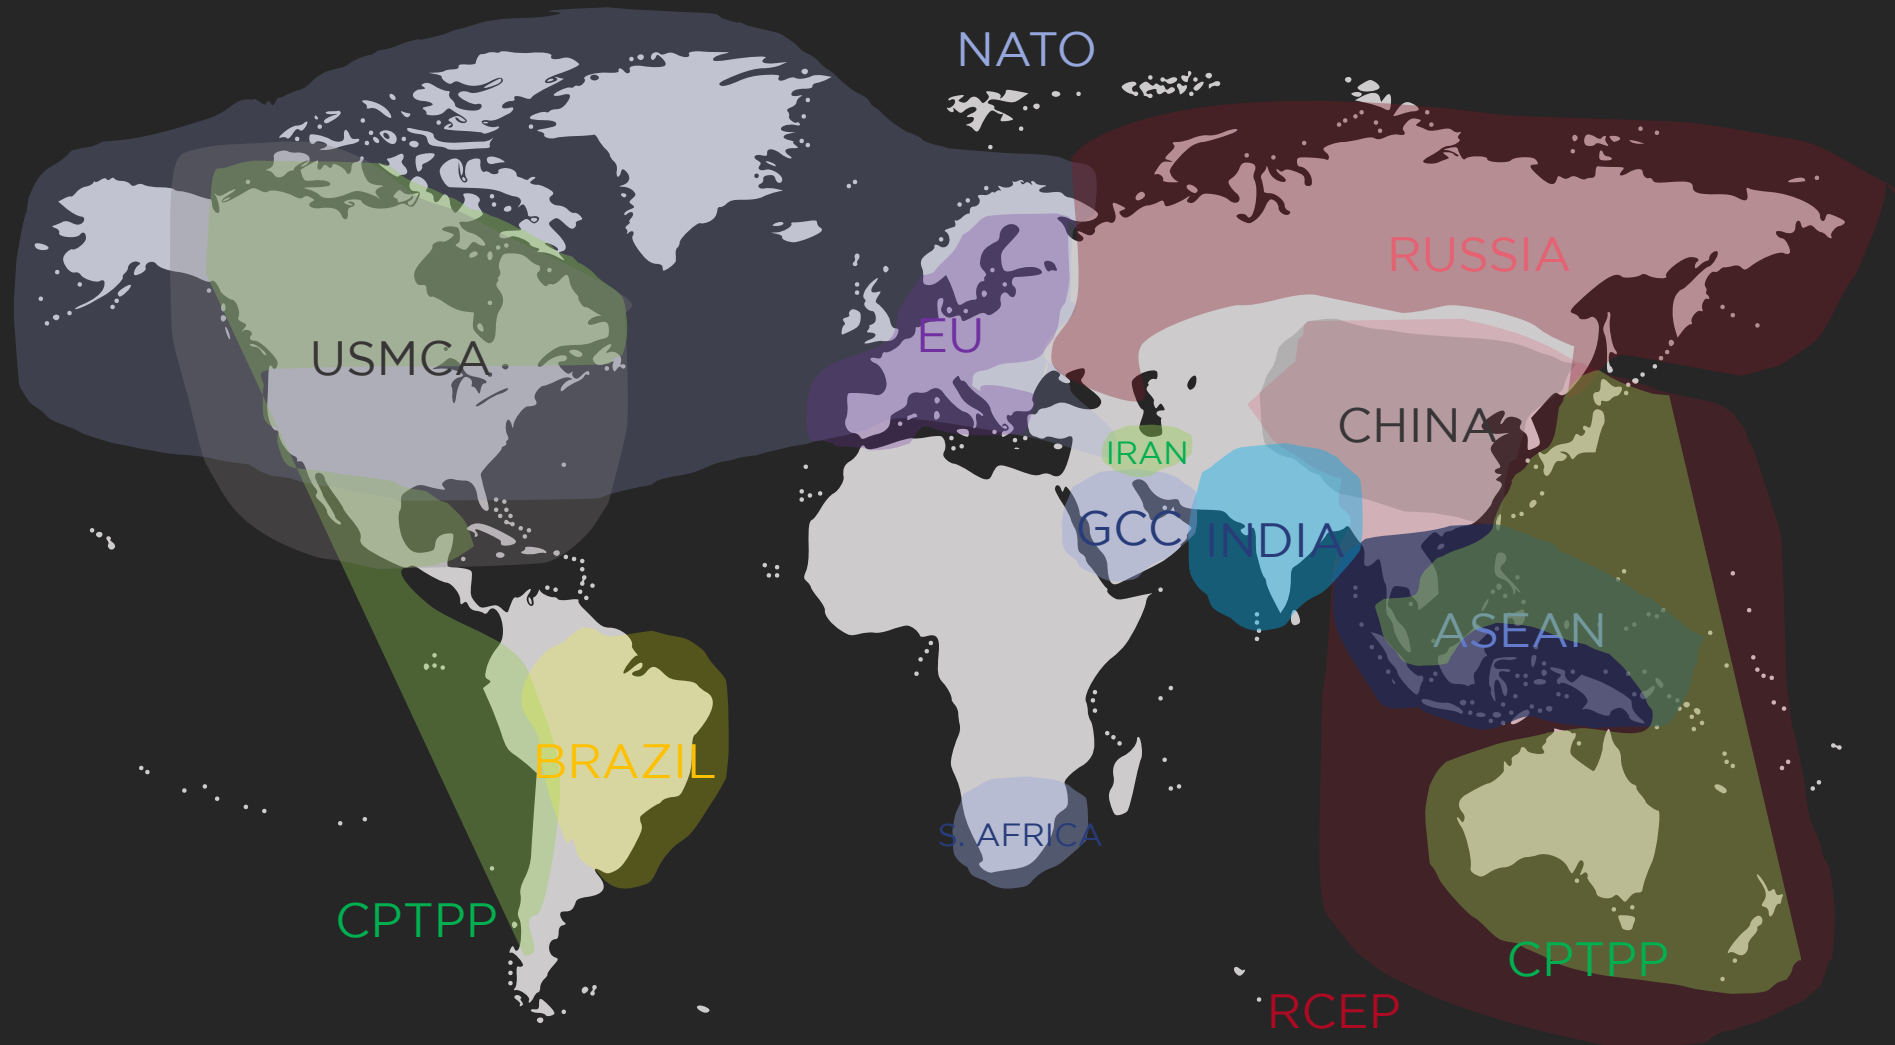 NATO
RUSSIA
EU
USMCA
CHINA
IRAN
GCC
INDIA
ASEAN
BRAZIL
S. AFRICA
CPTPP
CPTPP
RCEP